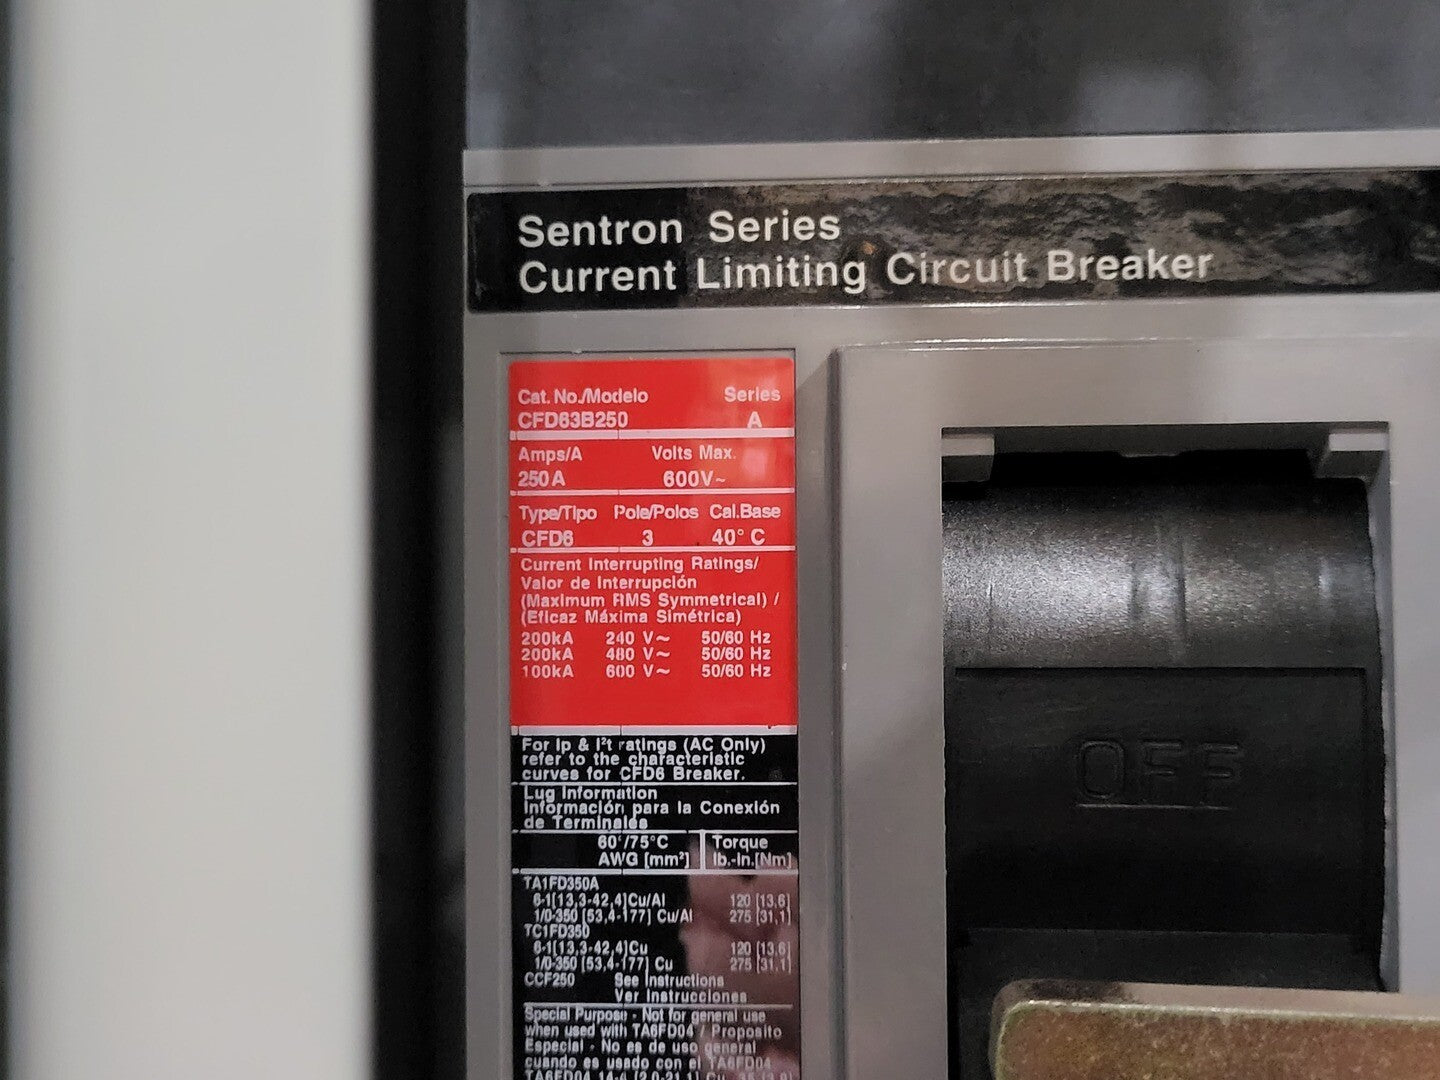 Sentron Series
Current Limiting Circuit Breaker
Cat. No./Modelo Series
CFD63B250 A
Amps/A Volts Max.
250A 600V~
Type/Tipo Pole/Polos Cal.Base
CFD6 3 40° C
Current Interrupting Ratings/
Valor de Interrupción
(Maximum RMS Symmetrical) /
(Eficaz Máxima Simétrica)
200kA 240 V~ 50/60 Hz
200kA 480 V~ 50/60 Hz
100kA 600 V~ 50/60 Hz
For Ip & I²t ratings (AC Only)
refer to the characteristic
curves for CFD6 Breaker.
Lug Information
Información para la Conexión
de Terminales
60°/75°C Torque
AWG [mm²] lb.-in.[Nm]
TA1FD350A
6-1[13,3-42,4]Cu/Al 120 [13.6]
1/0-350 [53,4-177] Cu/Al 275 [31,1]
TC1FD350
6-1[13,3-42,4]Cu 120 [13.6]
1/0-350 [53,4-177] Cu 275 [31.1]
CCF250 See Instructions
Ver Instrucciones
Special Purpose - Not for general use
when used with TA6FD04 / Proposito
Especial - No es de uso general
cuando es usado con el TA6FD04
TA6FD04 14-4 [2.0-21.1] Cu
OFF